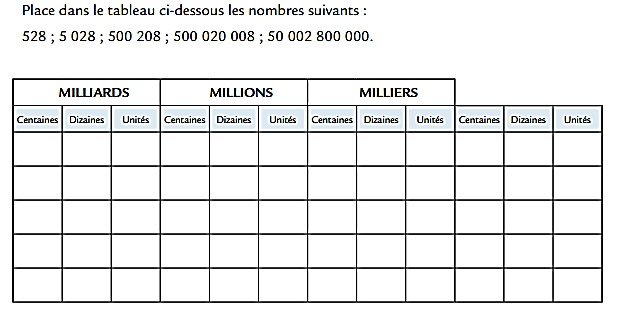 Place dans le tableau ci-dessous les nombres suivants :
528 ; 5 028 ; 500 208 ; 500 020 008 ; 50 002 800 000.
MILLIARDS MILLIONS MILLIERS
Centaines Dizaines Unités Centaines Dizaines Unités Centaines Dizaines Unités Centaines Dizaines Unités